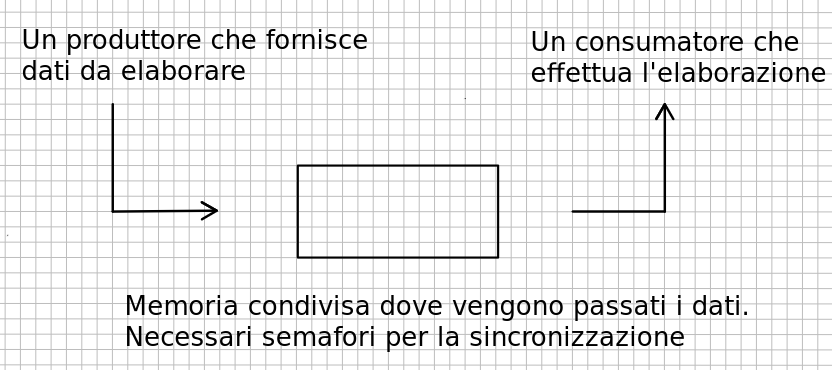 Un produttore che fornisce
dati da elaborare
Un consumatore che
effettua l'elaborazione
Memoria condivisa dove vengono passati i dati.
Necessari semafori per la sincronizzazione